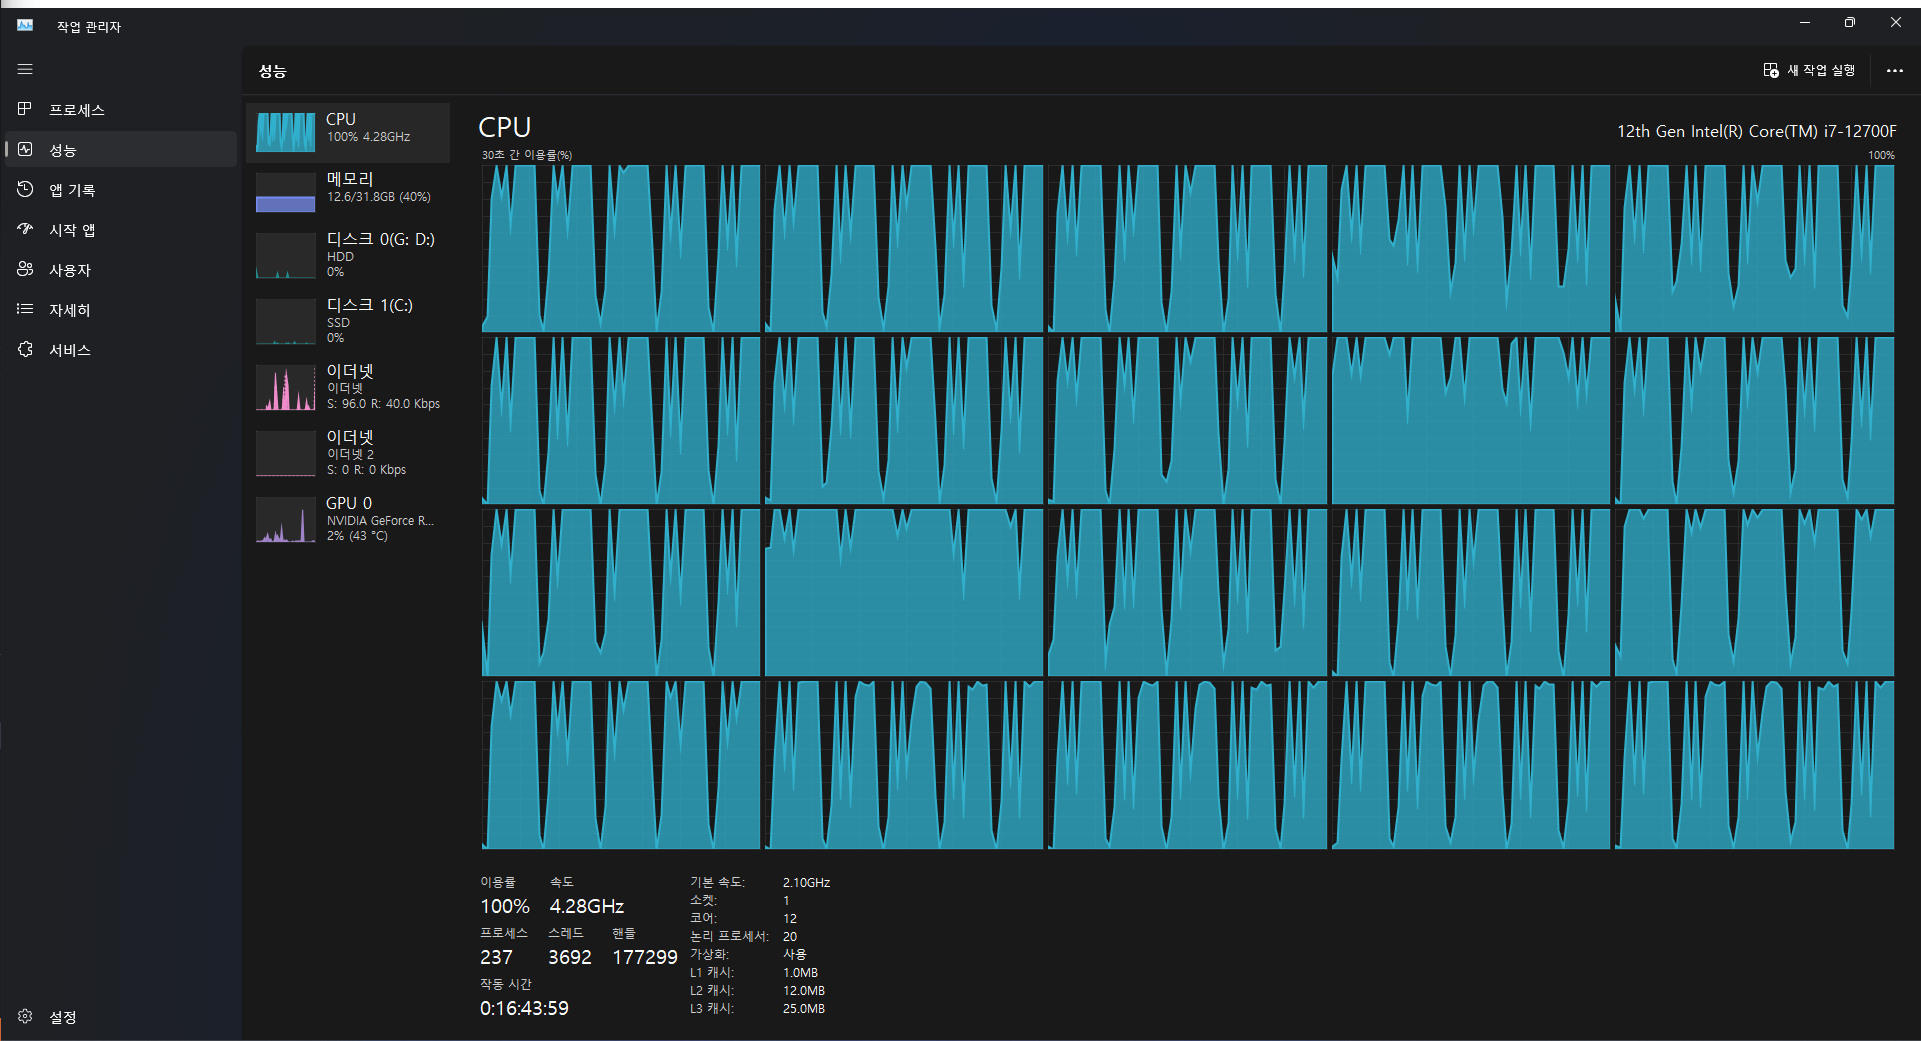 작업 관리자
성능
새 작업 실행
프로세스
성능
앱 기록
시작 앱
사용자
자세히
서비스
설정
CPU
100% 4.28GHz
메모리
12.6/31.8GB (40%)
디스크 0(G: D:)
HDD
0%
디스크 1(C:)
SSD
0%
이더넷
이더넷
S: 96.0 R: 40.0 Kbps
이더넷
이더넷 2
S: 0 R: 0 Kbps
GPU 0
NVIDIA GeForce R...
2% (43 °C)
CPU
12th Gen Intel(R) Core(TM) i7-12700F
30초 간 이용률(%)
100%
이용률
속도
100%
4.28GHz
프로세스
스레드
핸들
237
3692
177299
작동 시간
0:16:43:59
기본 속도: 2.10GHz
소켓: 1
코어: 12
논리 프로세서: 20
가상화: 사용
L1 캐시: 1.0MB
L2 캐시: 12.0MB
L3 캐시: 25.0MB